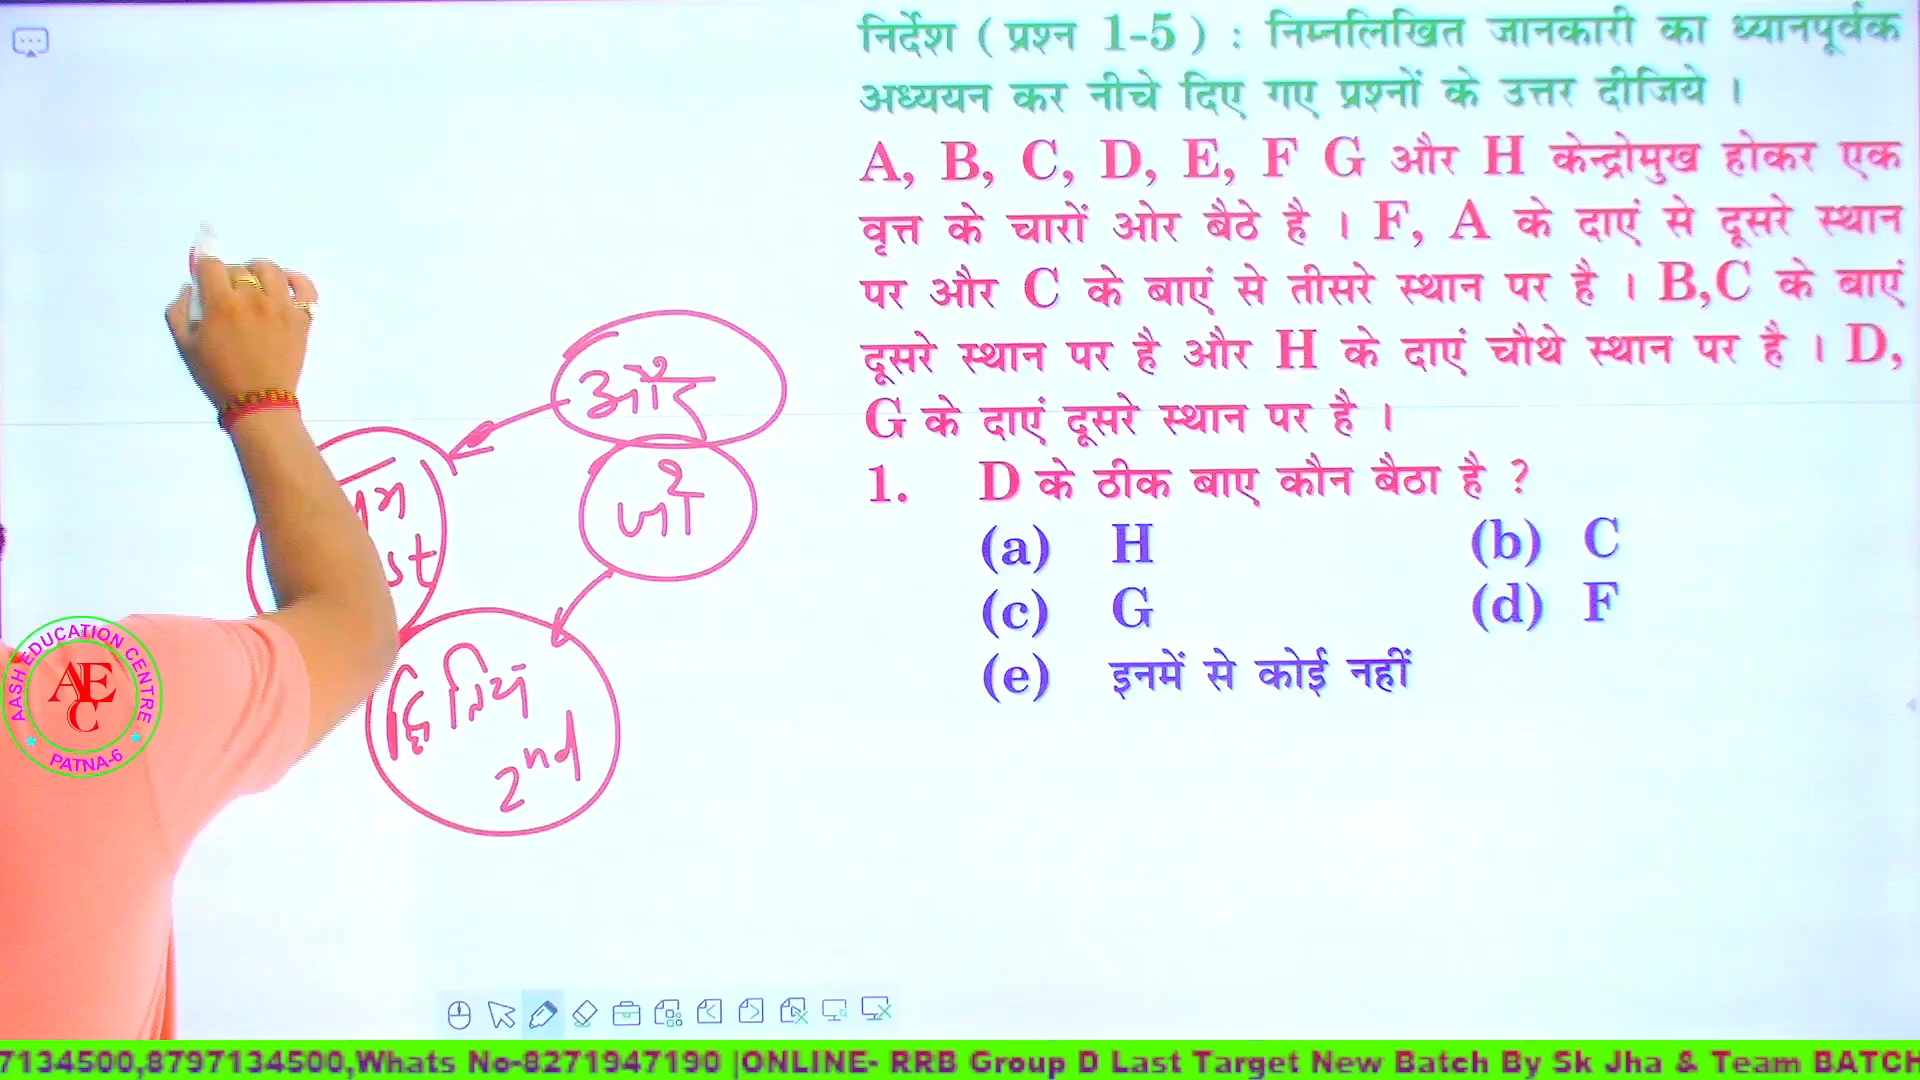 निर्देश ( प्रश्न 1-5 ) : निम्नलिखित जानकारी का ध्यानपूर्वक
अध्ययन कर नीचे दिए गए प्रश्नों के उत्तर दीजिये ।
A, B, C, D, E, F G और H केन्द्रोमुख होकर एक
वृत्त के चारों ओर बैठे है । F, A के दाएं से दूसरे स्थान
पर और C के बाएं से तीसरे स्थान पर है । B,C के बाएं
दूसरे स्थान पर है और H के दाएं चौथे स्थान पर है । D,
G के दाएं दूसरे स्थान पर है ।
1. D के ठीक बाए कौन बैठा है ?
(a) H (b) C
(c) G (d) F
(e) इनमें से कोई नहीं
और
जो
st
द्वितिय
2nd
AASH EDUCATION CENTRE
AEC
PATNA-6
7134500,8797134500,Whats No-8271947190 |ONLINE- RRB Group D Last Target New Batch By Sk Jha & Team BATCH